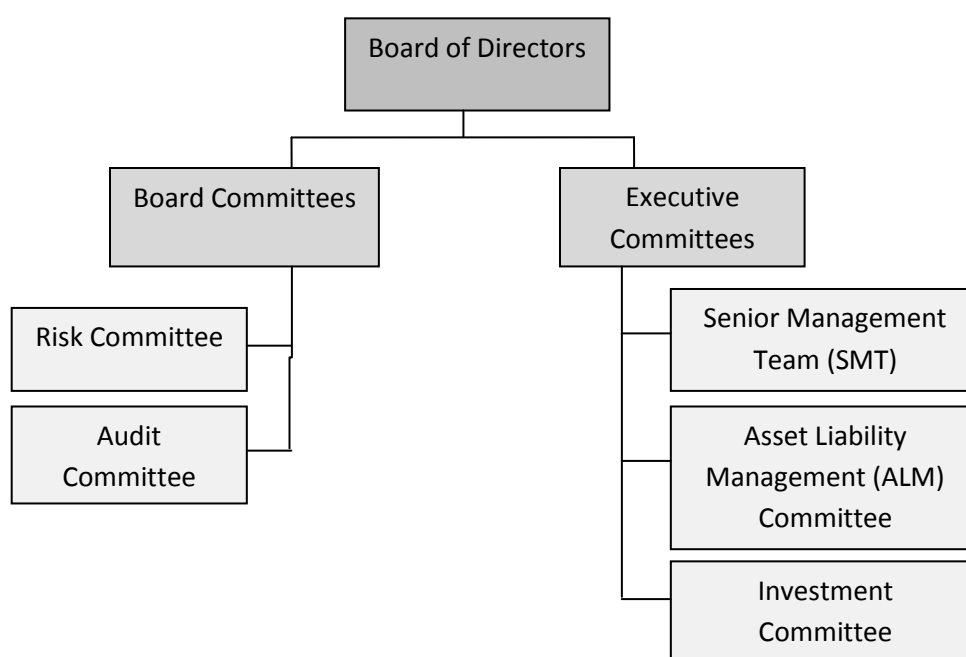 Board of Directors
Board Committees
Executive
Committees
Risk Committee
Audit
Committee
Senior Management
Team (SMT)
Asset Liability
Management (ALM)
Committee
Investment
Committee